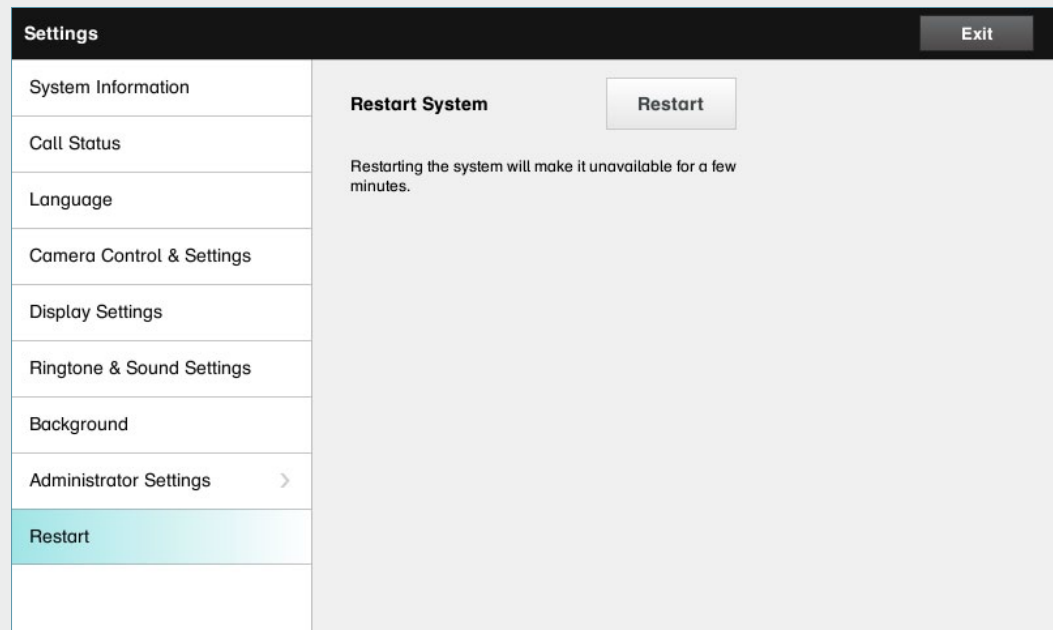 Settings
Exit
System Information
Call Status
Language
Camera Control & Settings
Display Settings
Ringtone & Sound Settings
Background
Administrator Settings
Restart
Restart System
Restart
Restarting the system will make it unavailable for a few
minutes.